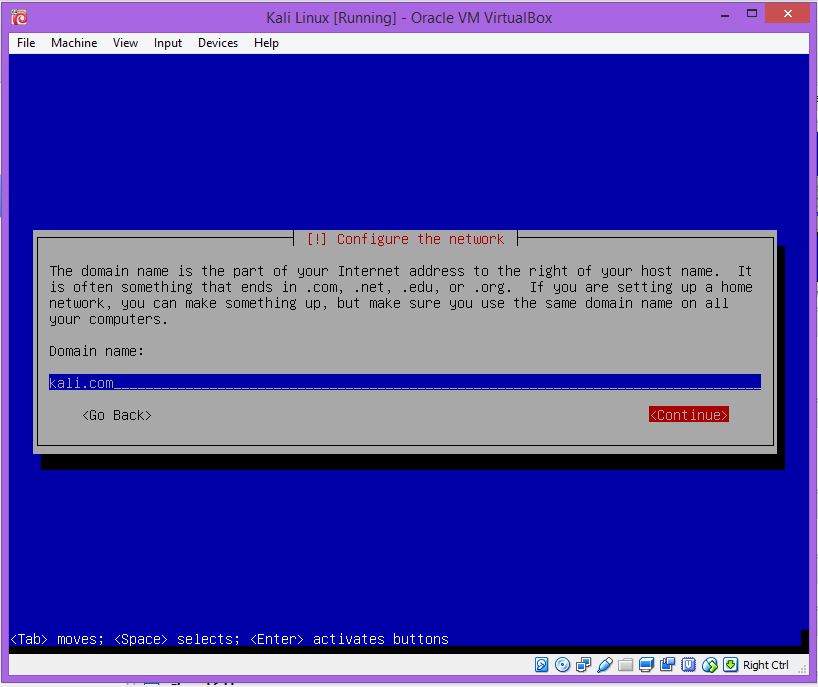 Kali Linux [Running] - Oracle VM VirtualBox
File Machine View Input Devices Help
[!] Configure the network
The domain name is the part of your Internet address to the right of your host name. It
is often something that ends in .com, .net, .edu, or .org. If you are setting up a home
network, you can make something up, but make sure you use the same domain name on all
your computers.
Domain name:
kali.com
<Go Back> <Continue>
<Tab> moves; <Space> selects; <Enter> activates buttons
Right Ctrl